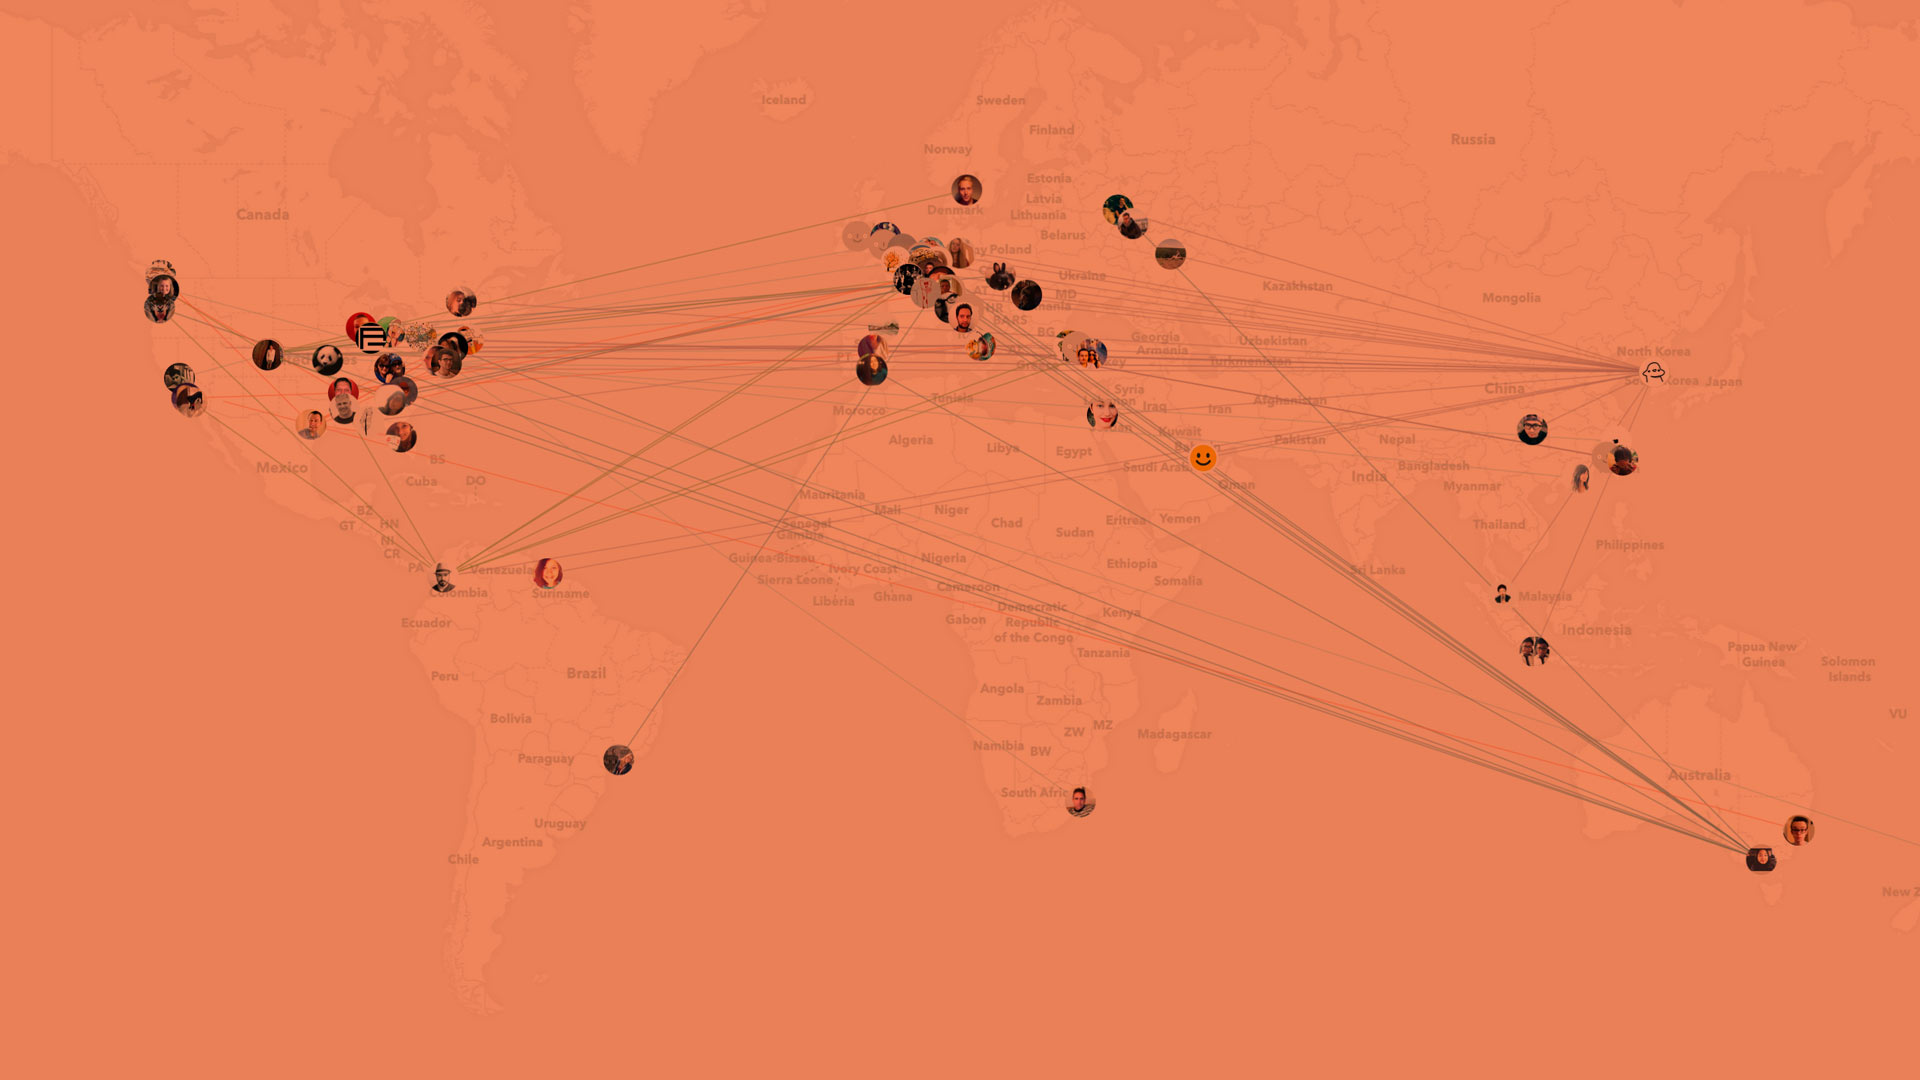 Iceland
Sweden
Finland
Russia
Norway
Estonia
Latvia
Denmark
Lithuania
Canada
Belarus
Poland
Ukraine
Kazakhstan
MD
Mongolia
BG
Georgia
Uzbekistan
Armenia
North Korea
PT
Greece
Turkmenistan
China
Japan
Syria
Tunisia
Morocco
Iraq
Iran
Afghanistan
Algeria
Libya
Egypt
Kuwait
Pakistan
Nepal
BS
Mexico
Saudi
Bangladesh
India
Cuba
DO
Oman
Myanmar
Mauritania
BZ
Mali
Niger
GT
HN
Senegal
Chad
Eritrea
Yemen
Thailand
Gambia
Sudan
NI
CR
Guinea-Bissau
Nigeria
Philippines
PA
Venezuela
Ivory Coast
Ethiopia
Sri Lanka
Sierra Leone
Somalia
Colombia
Suriname
Cameroon
Liberia
Ghana
Malaysia
Democratic
Republic
of the Congo
Kenya
Ecuador
Gabon
Indonesia
Tanzania
Papua New
Guinea
Solomon
Islands
Brazil
Peru
Angola
Zambia
Bolivia
VU
ZW
MZ
Madagascar
Namibia
BW
Paraguay
Australia
South Afric
Uruguay
Argentina
Chile
New Z